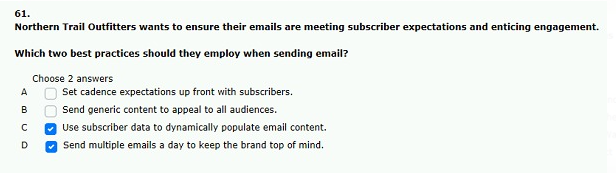 61.
Northern Trail Outfitters wants to ensure their emails are meeting subscriber expectations and enticing engagement.
Which two best practices should they employ when sending email?
Choose 2 answers
A Set cadence expectations up front with subscribers.
B Send generic content to appeal to all audiences.
C Use subscriber data to dynamically populate email content.
D Send multiple emails a day to keep the brand top of mind.